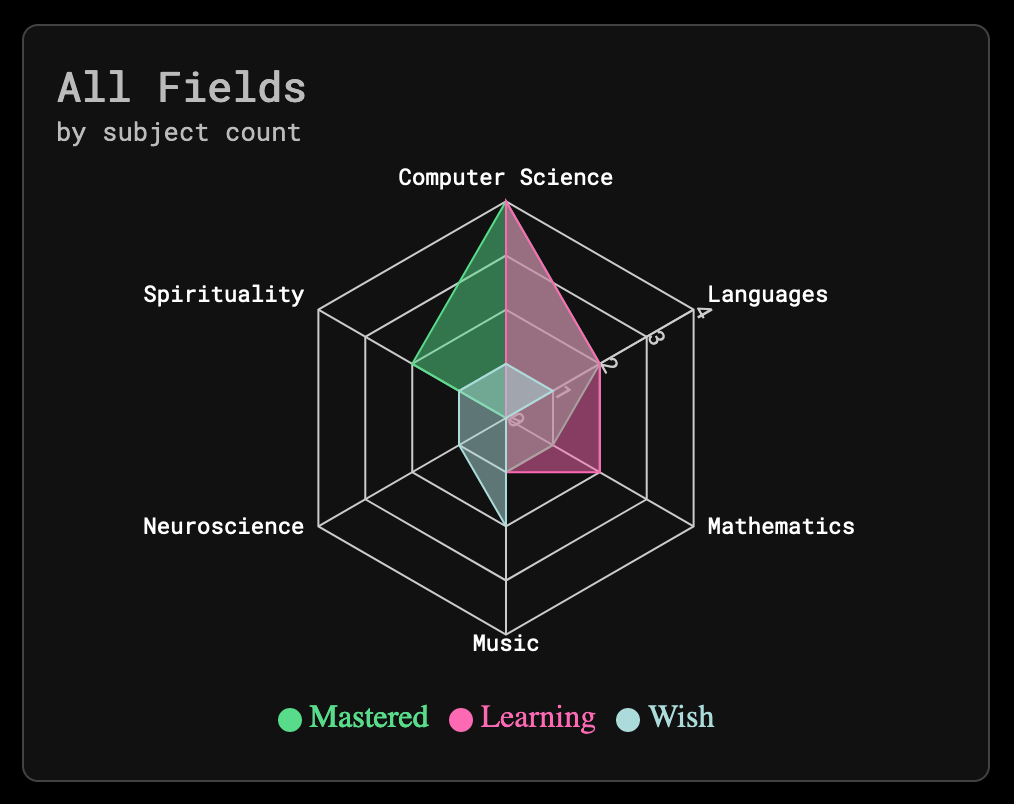 All Fields
by subject count
Computer Science
Spirituality
Languages
4
3
2
1
0
Neuroscience
Mathematics
Music
Mastered Learning Wish